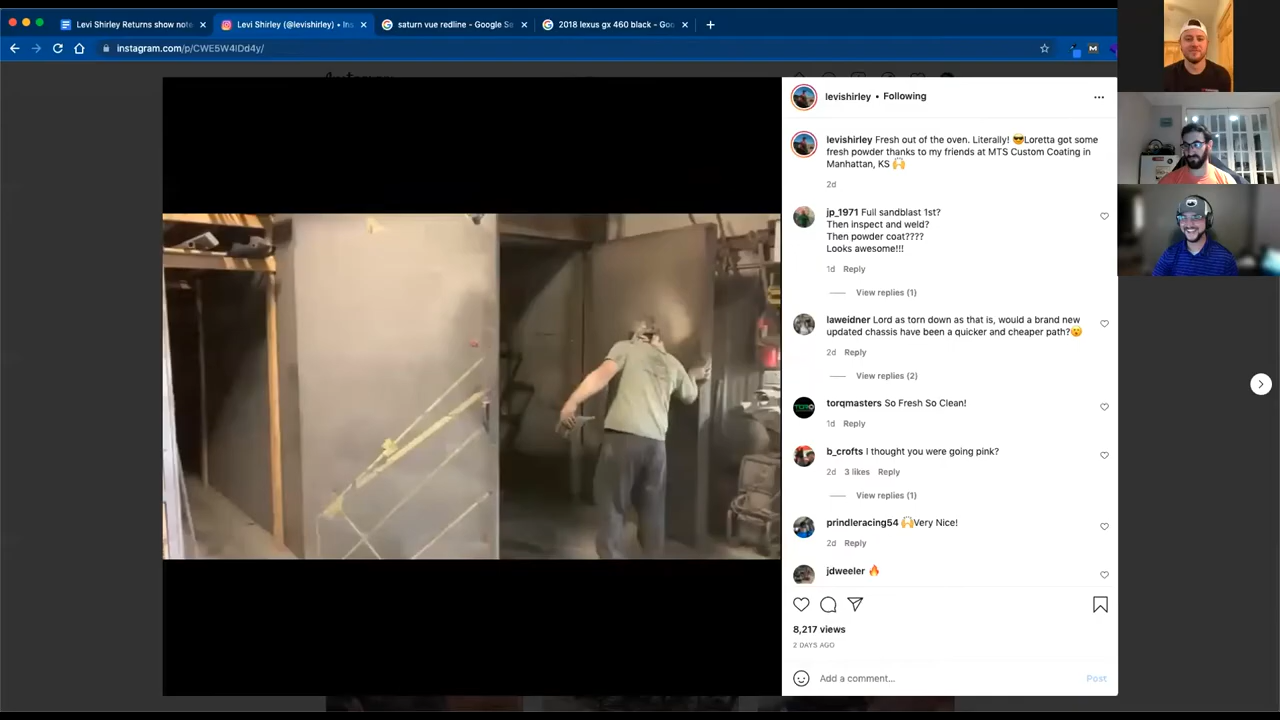 Levi Shirley Returns show note
Levi Shirley (@levishirley) • Ins
saturn vue redline - Google Se
2018 lexus gx 460 black - Goo
instagram.com/p/CWE5W4IDd4y/
levishirley • Following
levishirley Fresh out of the oven. Literally! 😎Loretta got some
fresh powder thanks to my friends at MTS Custom Coating in
Manhattan, KS 🙌
2d
jp_1971 Full sandblast 1st?
Then inspect and weld?
Then powder coat????
Looks awesome!!!
1d Reply
View replies (1)
laweidner Lord as torn down as that is, would a brand new
updated chassis have been a quicker and cheaper path?😮
2d Reply
View replies (2)
torqmasters So Fresh So Clean!
1d Reply
b_crofts I thought you were going pink?
2d 3 likes Reply
View replies (1)
prindleracing54 🙌Very Nice!
2d Reply
jdweeler 🔥
8,217 views
2 DAYS AGO
Add a comment...
Post